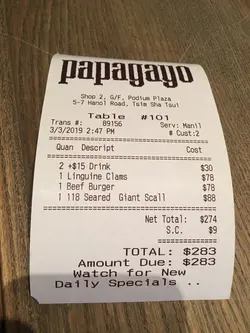 papagayo
Shop 2, G/F, Podium Plaza
5-7 Hanoi Road, Tsim Sha Tsui
Table #101
Trans #: 89156 Serv: Manil
3/3/2019 2:47 PM # Cust:2
Quan Descript Cost
2 +$15 Drink $30
1 Linguine Clams $78
1 Beef Burger $78
1 118 Seared Giant Scall $88
Net Total: $274
S.C. $9
TOTAL: $283
Amount Due: $283
Watch for New
Daily Specials ..